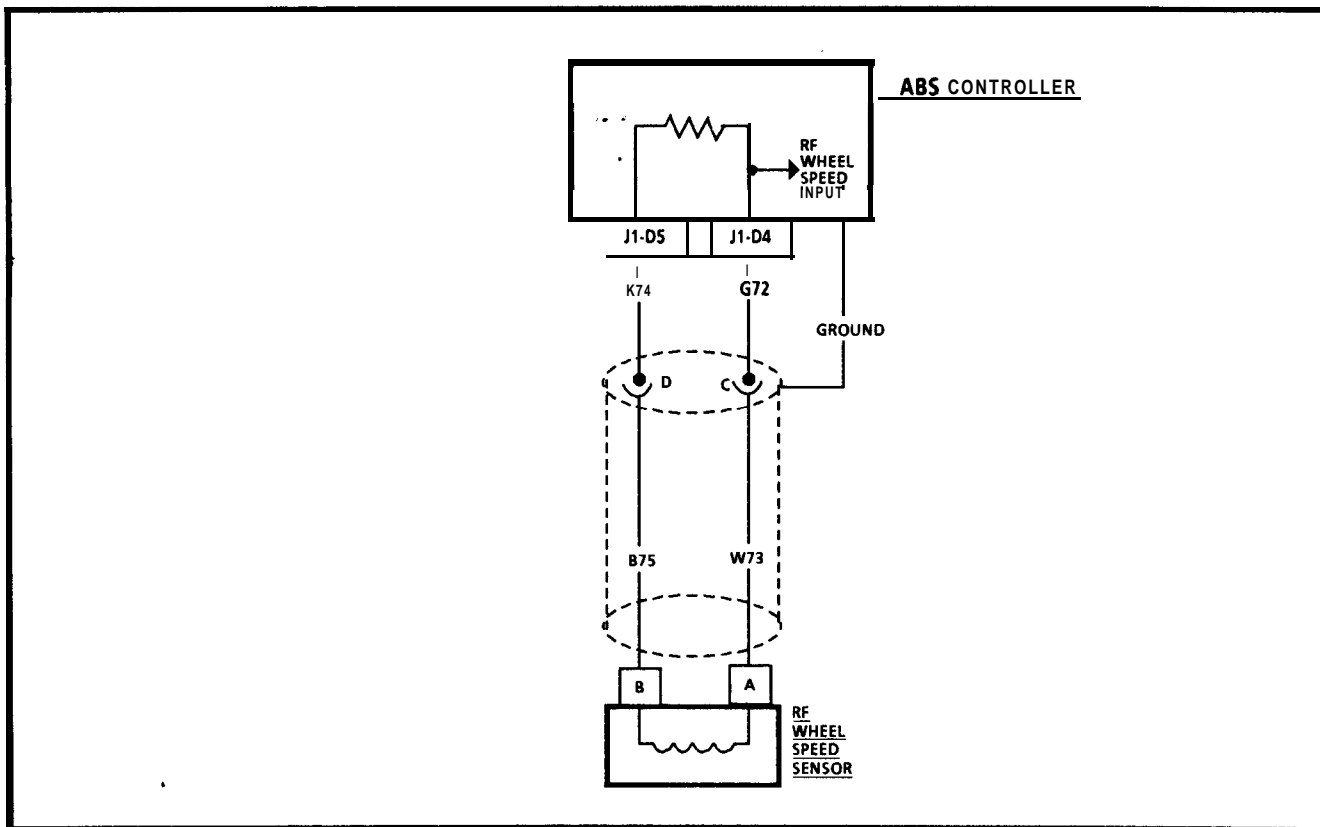 ABS CONTROLLER
RF
WHEEL
SPEED
INPUT
J1-D5
J1-D4
K74
G72
GROUND
D
C
B75
W73
B
A
RF
WHEEL
SPEED
SENSOR